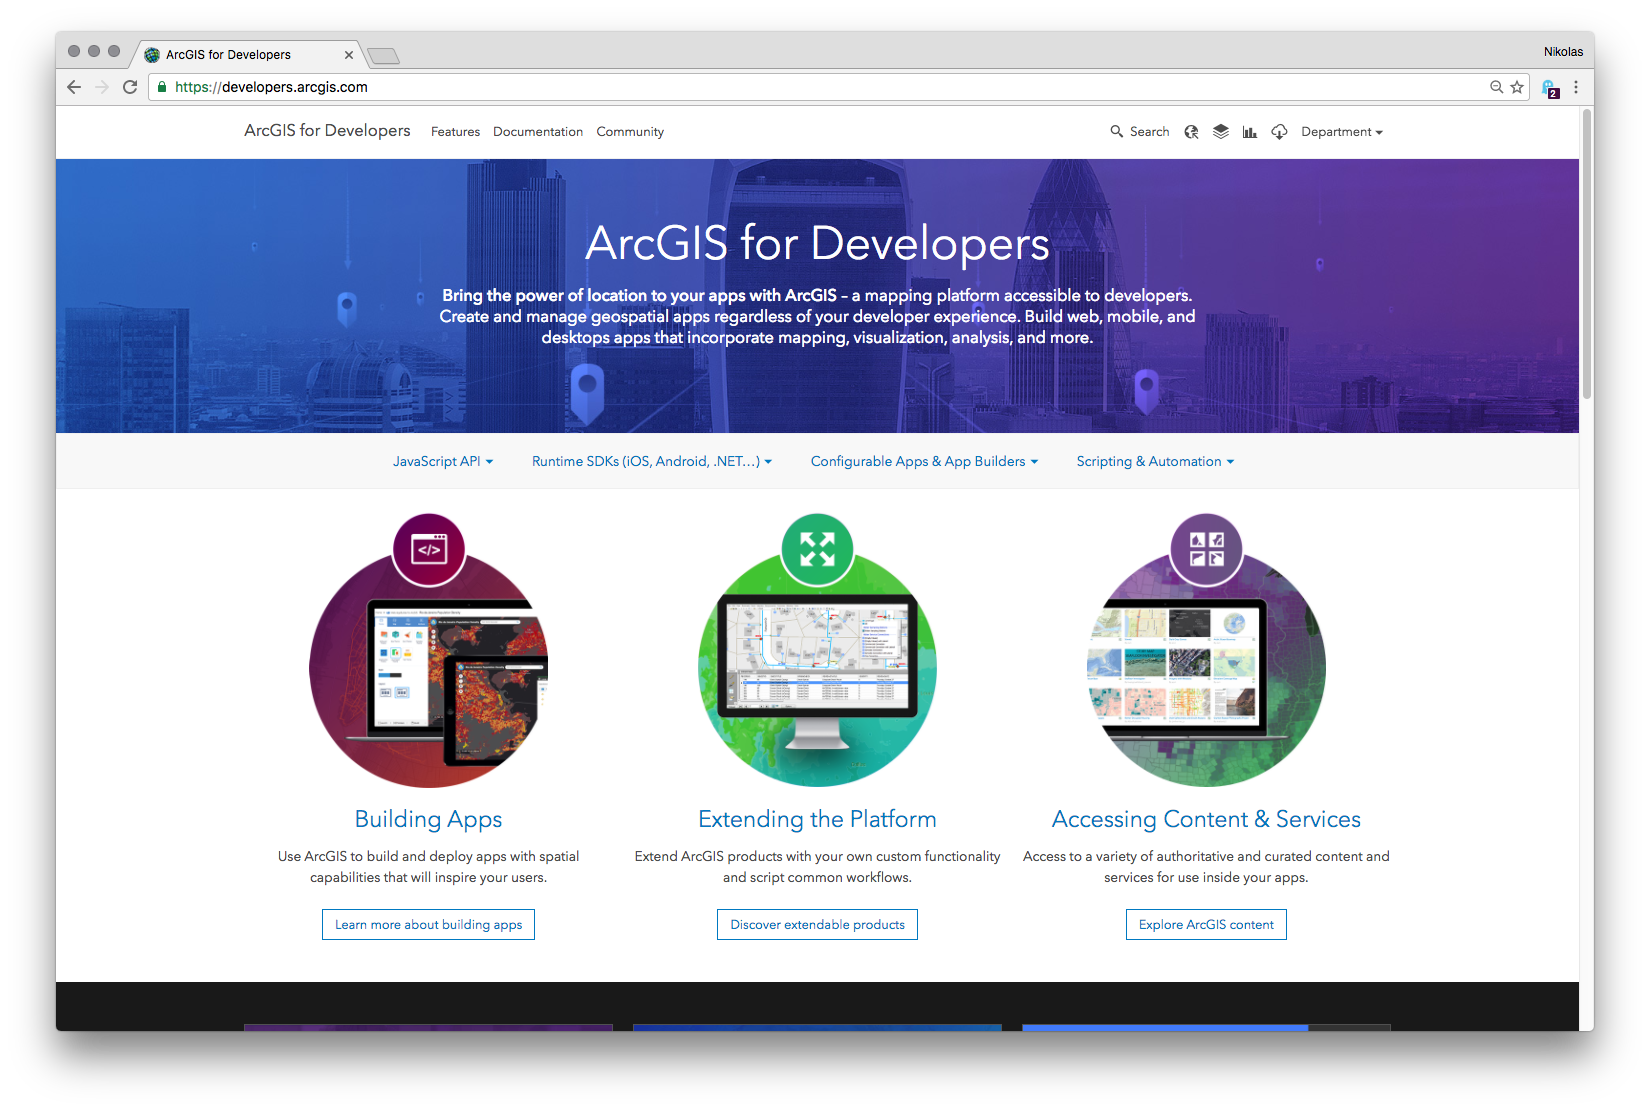 ArcGIS for Developers
Nikolas
https://developers.arcgis.com
2
ArcGIS for Developers Features Documentation Community Search Department
ArcGIS for Developers
Bring the power of location to your apps with ArcGIS – a mapping platform accessible to developers.
Create and manage geospatial apps regardless of your developer experience. Build web, mobile, and
desktops apps that incorporate mapping, visualization, analysis, and more.
JavaScript API Runtime SDKs (iOS, Android, .NET...) Configurable Apps & App Builders Scripting & Automation
</>
Building Apps
Use ArcGIS to build and deploy apps with spatial
capabilities that will inspire your users.
Learn more about building apps
Extending the Platform
Extend ArcGIS products with your own custom functionality
and script common workflows.
Discover extendable products
Accessing Content & Services
Access to a variety of authoritative and curated content and
services for use inside your apps.
Explore ArcGIS content